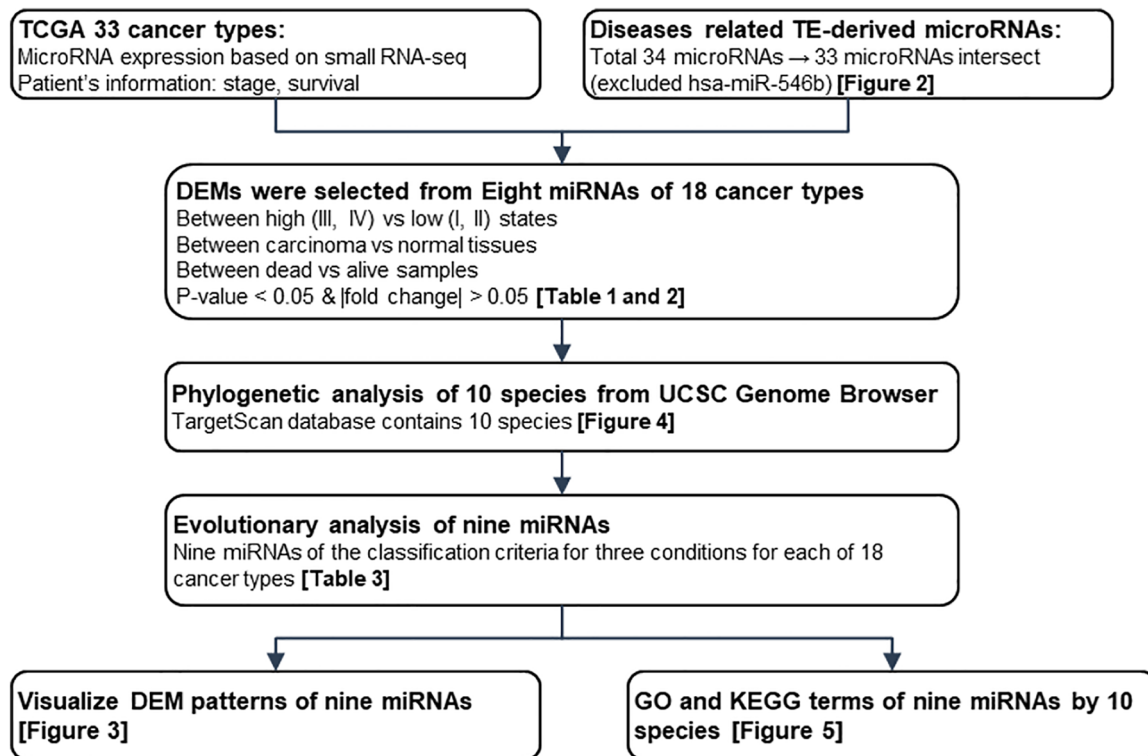 TCGA 33 cancer types:
MicroRNA expression based on small RNA-seq
Patient's information: stage, survival
Diseases related TE-derived microRNAs:
Total 34 microRNAs → 33 microRNAs intersect
(excluded hsa-miR-546b) [Figure 2]
DEMs were selected from Eight miRNAs of 18 cancer types
Between high (III, IV) vs low (I, II) states
Between carcinoma vs normal tissues
Between dead vs alive samples
P-value < 0.05 & |fold change| > 0.05 [Table 1 and 2]
Phylogenetic analysis of 10 species from UCSC Genome Browser
TargetScan database contains 10 species [Figure 4]
Evolutionary analysis of nine miRNAs
Nine miRNAs of the classification criteria for three conditions for each of 18
cancer types [Table 3]
Visualize DEM patterns of nine miRNAs
[Figure 3]
GO and KEGG terms of nine miRNAs by 10
species [Figure 5]